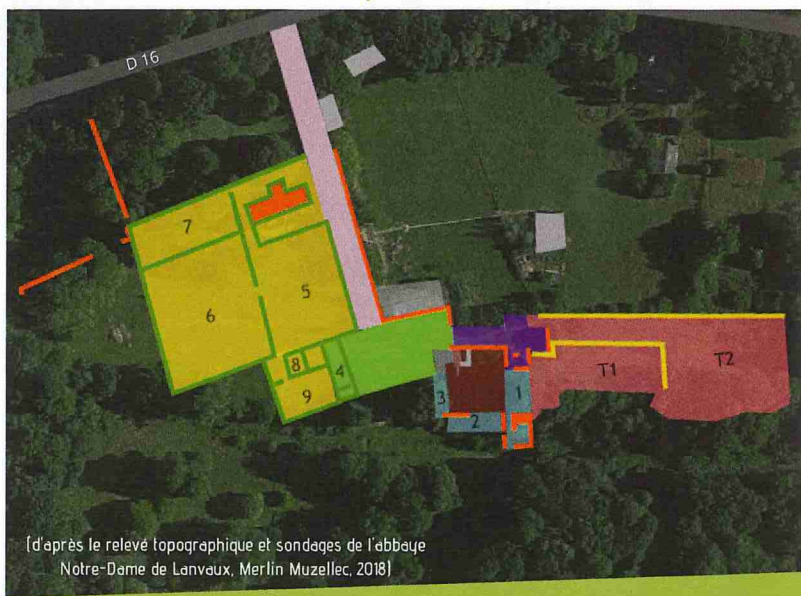 D 16
7
5
6
8
4
9
3
1
2
T1
T2
(d'après le relevé topographique et sondages de l'abbaye
Notre-Dame de Lanvaux, Merlin Muzellec, 2018)